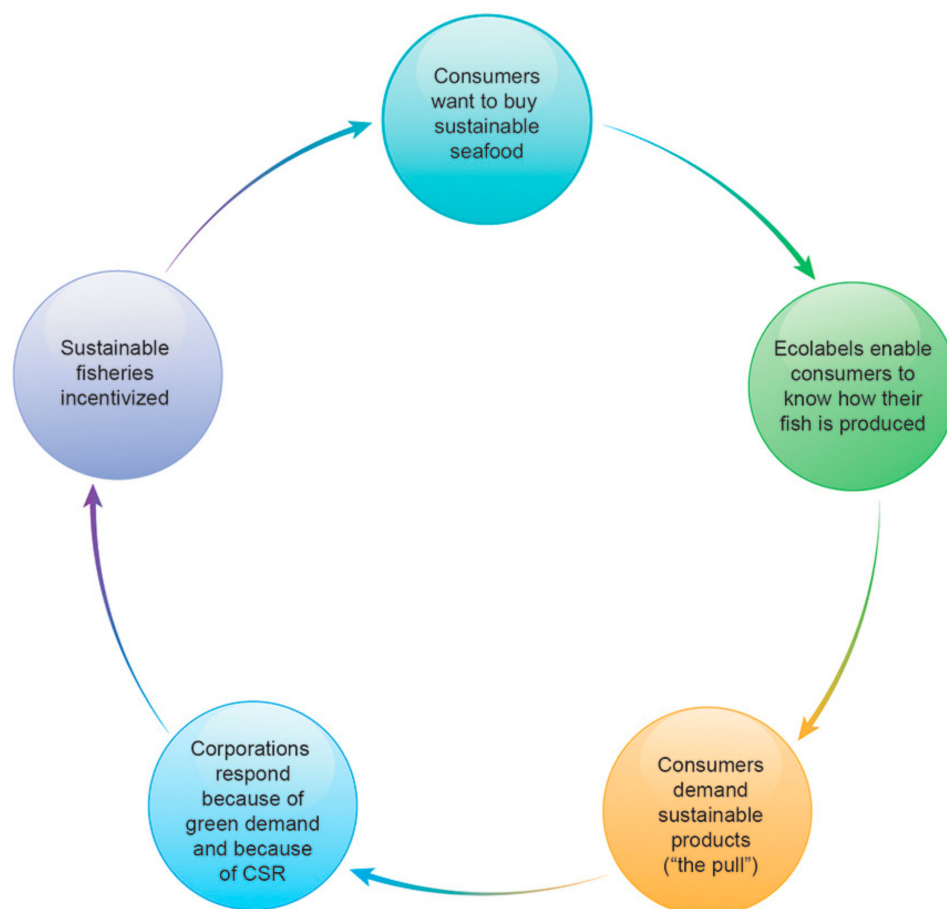 Consumers
want to buy
sustainable
seafood
Ecolabels enable
consumers to
know how their
fish is produced
Consumers
demand
sustainable
products
(“the pull”)
Corporations
respond
because of
green demand
and because
of CSR
Sustainable
fisheries
incentivized